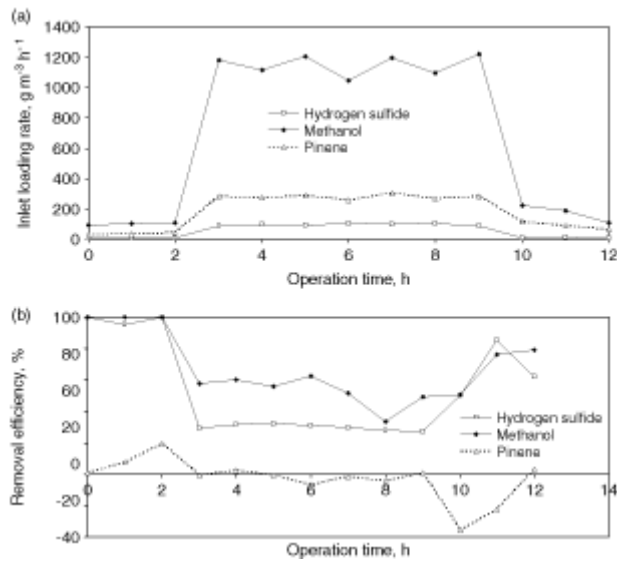 (a)
1400
1200
1000
800
600
400
200
0
Inlet loading rate, g m⁻³ h⁻¹
Hydrogen sulfide
Methanol
Pinene
0 2 4 6 8 10 12
Operation time, h
(b)
100
80
60
20
0
-20
-40
Removal efficiency, %
Hydrogen sulfide
Methanol
Pinene
0 2 4 6 8 10 12 14
Operation time, h